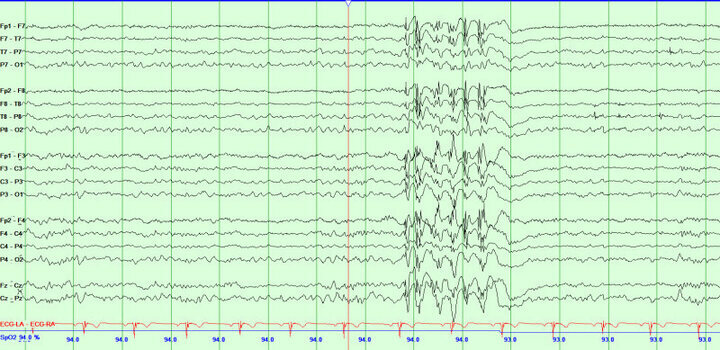 Fp1 - F7
F7 - T7
T7 - P7
P7 - O1
Fp2 - F8
F8 - T8
T8 - P8
P8 - O2
Fp1 - F3
F3 - C3
C3 - P3
P3 - O1
Fp2 - F4
F4 - C4
C4 - P4
P4 - O2
Fz - Cz
Cz - Pz
ECG-LA - ECG-RA
SpO2 94.0 % 94.0 94.0 94.0 94.0 94.0 94.0 94.0 94.0 94.0 93.0 93.0 93.0 93.0 93.0